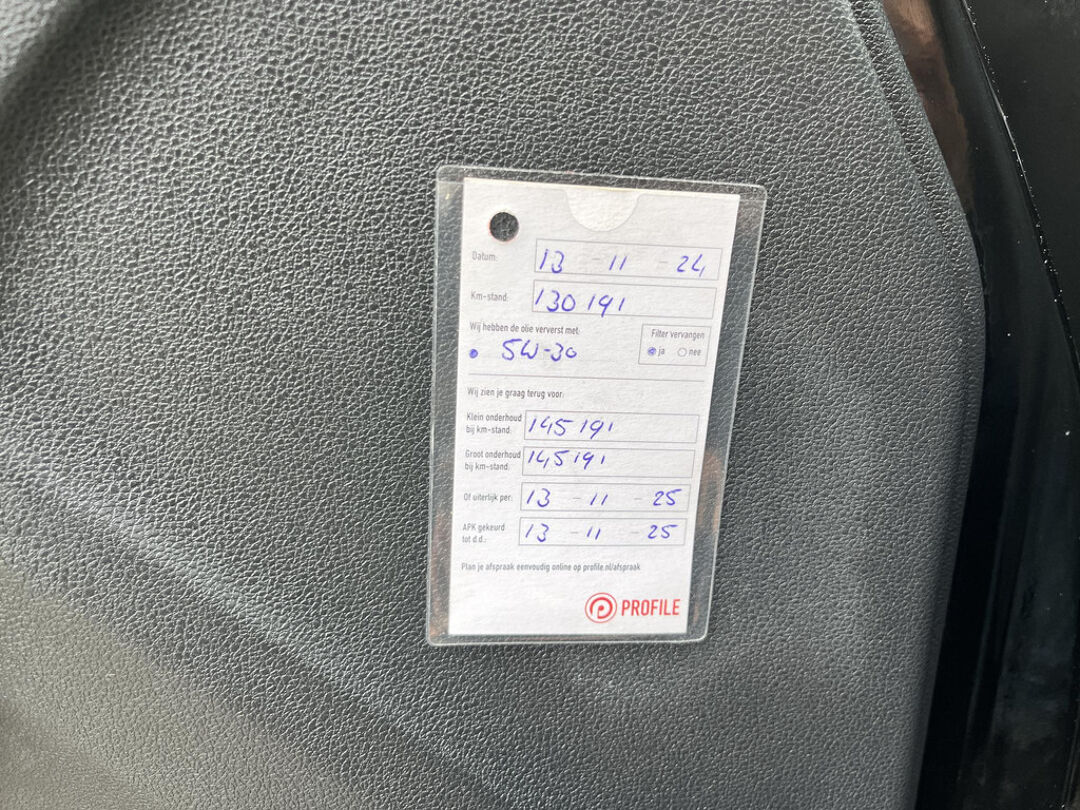 Datum: 13 - 11 - 24
Km-stand: 130191
Wij hebben de olie ververst met:
5W-30
Filter vervangen
ja nee
Wij zien je graag terug voor:
Klein onderhoud
bij km-stand: 145191
Groot onderhoud
bij km-stand: 145191
Of uiterlijk per: 13 - 11 - 25
APK gekeurd
tot d.d.: 13 - 11 - 25
Plan je afspraak eenvoudig online op profile.nl/afspraak
PROFILE